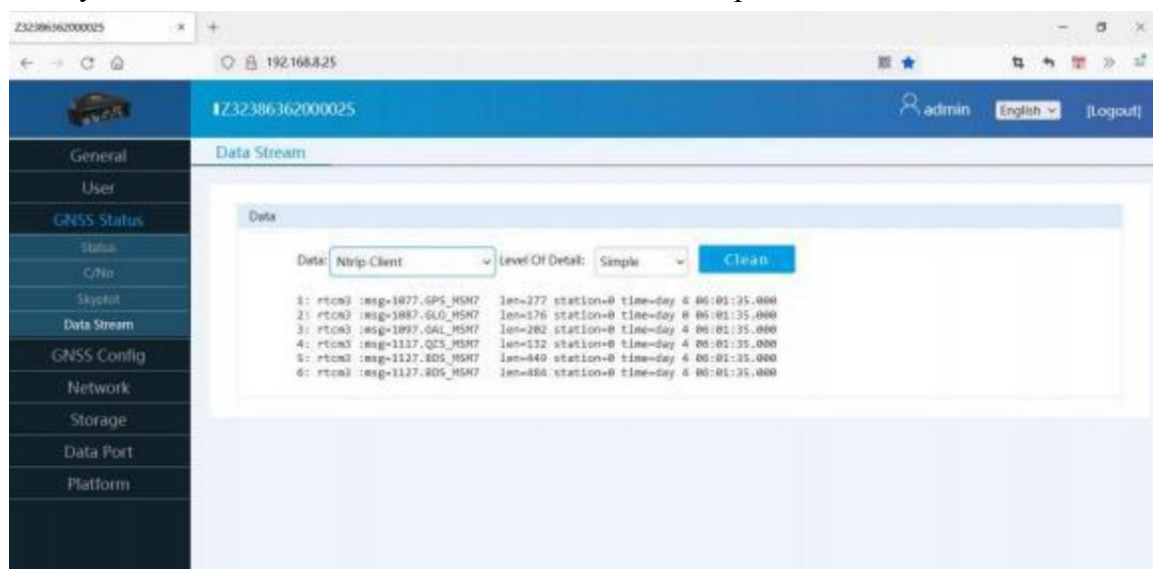 Z32386362000025
192.168.8.25
Z32386362000025
admin
English
[Logout]
General
Data Stream
User
GNSS Status
Data
Status
Data: Ntrip Client Level Of Detail: Simple Clean
C/No
Skyplot
Data Stream
1: rtcm3 :msg=1077.GPS_MSM7 len=277 station=0 time=day 4 06:01:35.000
2: rtcm3 :msg=1087.GLO_MSM7 len=176 station=0 time=day 0 06:01:35.000
3: rtcm3 :msg=1097.GAL_MSM7 len=202 station=0 time=day 4 06:01:35.000
4: rtcm3 :msg=1117.QZS_MSM7 len=132 station=0 time=day 4 06:01:35.000
5: rtcm3 :msg=1127.BDS_MSM7 len=440 station=0 time=day 4 06:01:35.000
6: rtcm3 :msg=1127.BDS_MSM7 len=484 station=0 time=day 4 06:01:35.000
GNSS Config
Network
Storage
Data Port
Platform